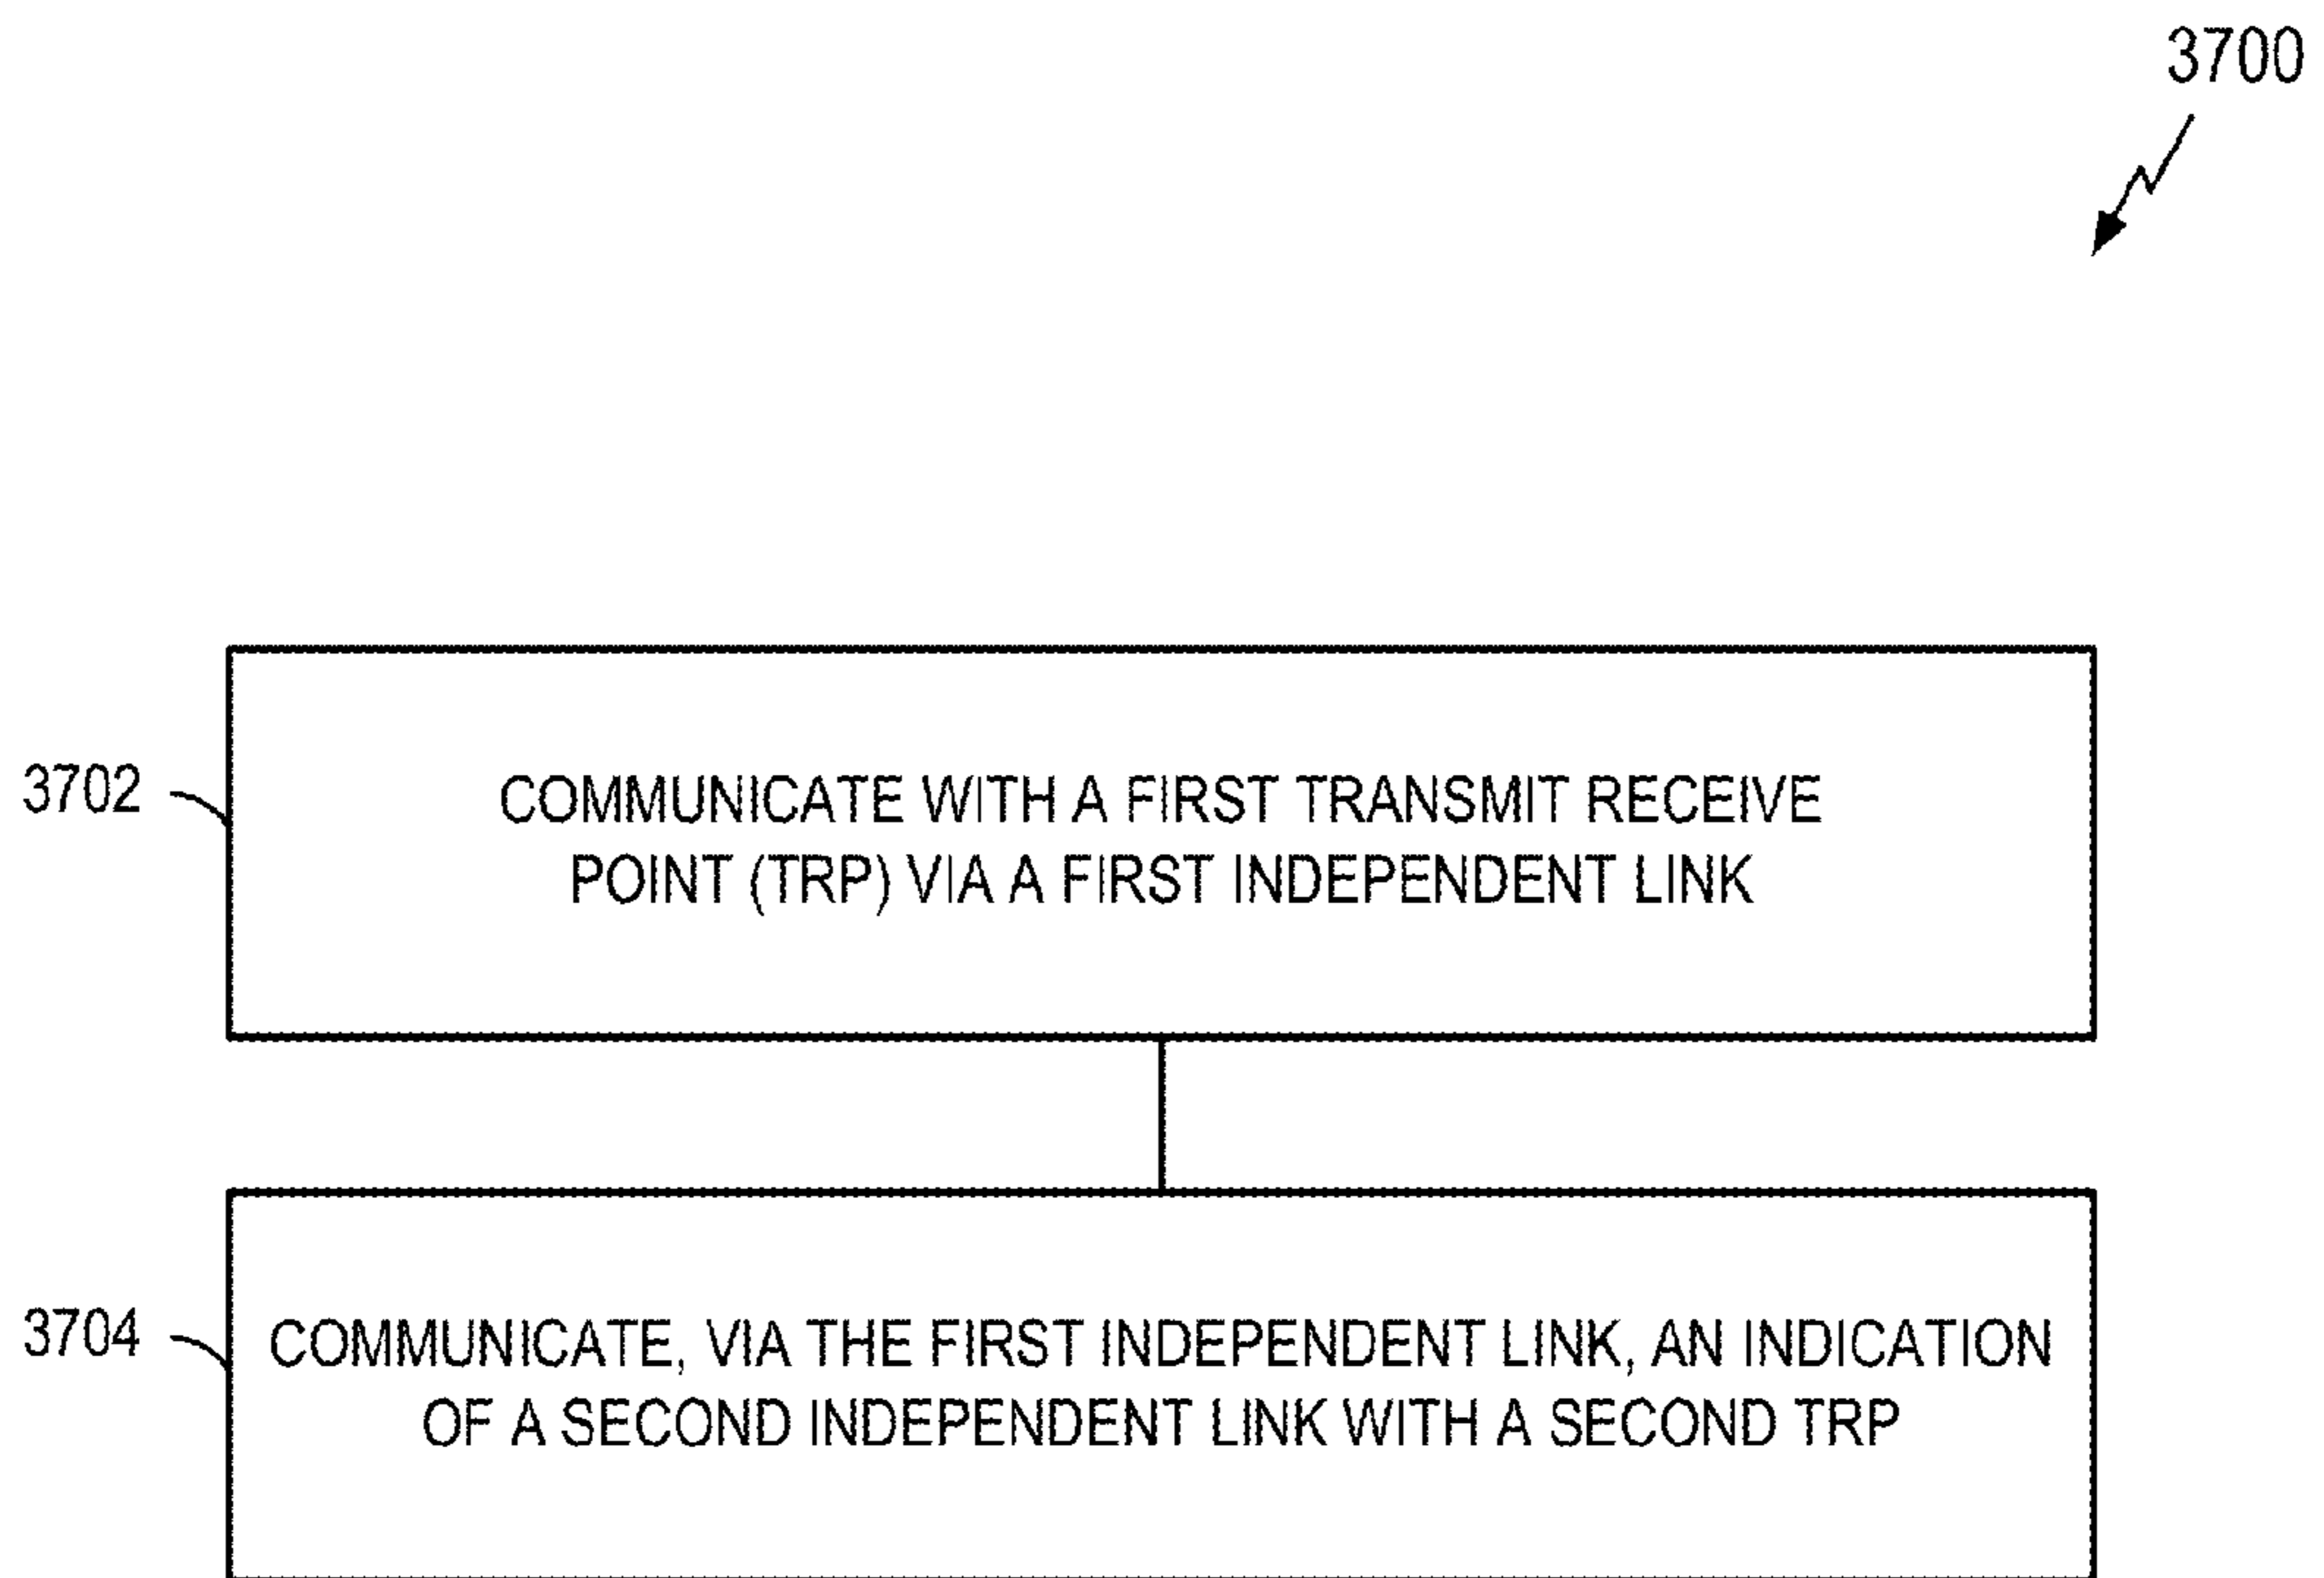 3700
3702
COMMUNICATE WITH A FIRST TRANSMIT RECEIVE
POINT (TRP) VIA A FIRST INDEPENDENT LINK
3704
COMMUNICATE, VIA THE FIRST INDEPENDENT LINK, AN INDICATION
OF A SECOND INDEPENDENT LINK WITH A SECOND TRP